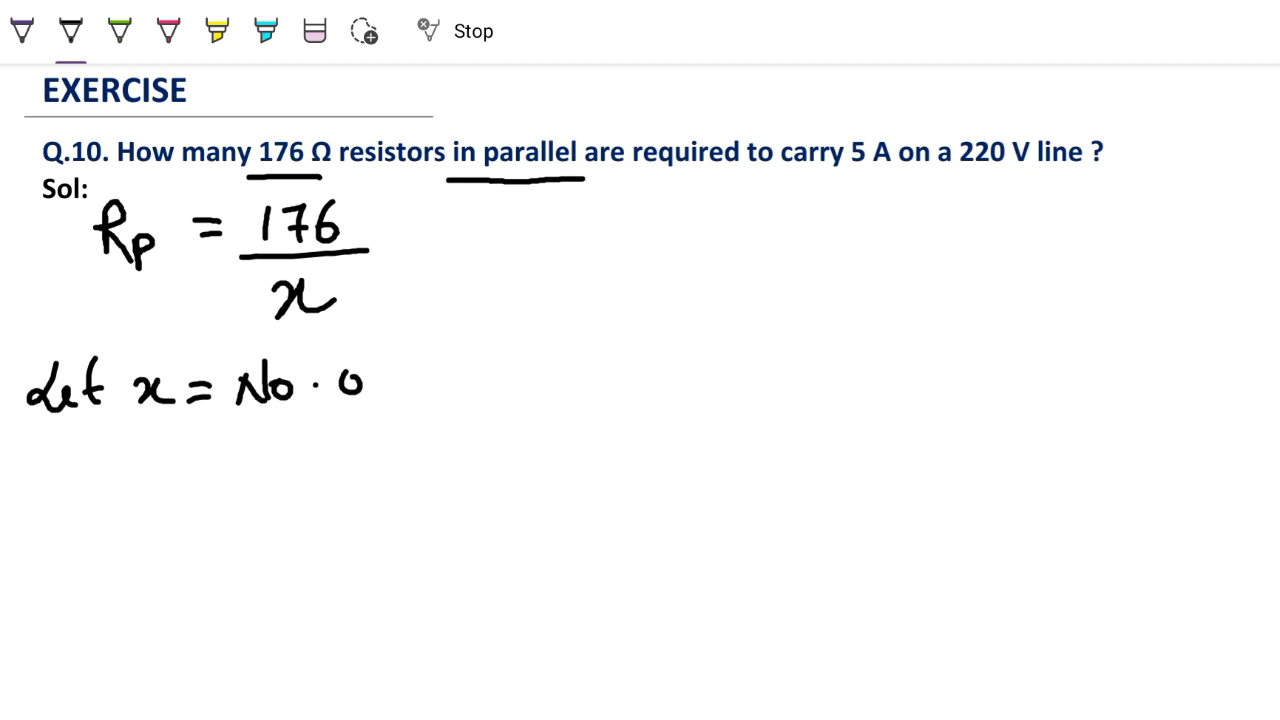 Stop
EXERCISE
Q.10. How many 176 Ω resistors in parallel are required to carry 5 A on a 220 V line ?
Sol:
Rp = 176
x
Let x = No. o